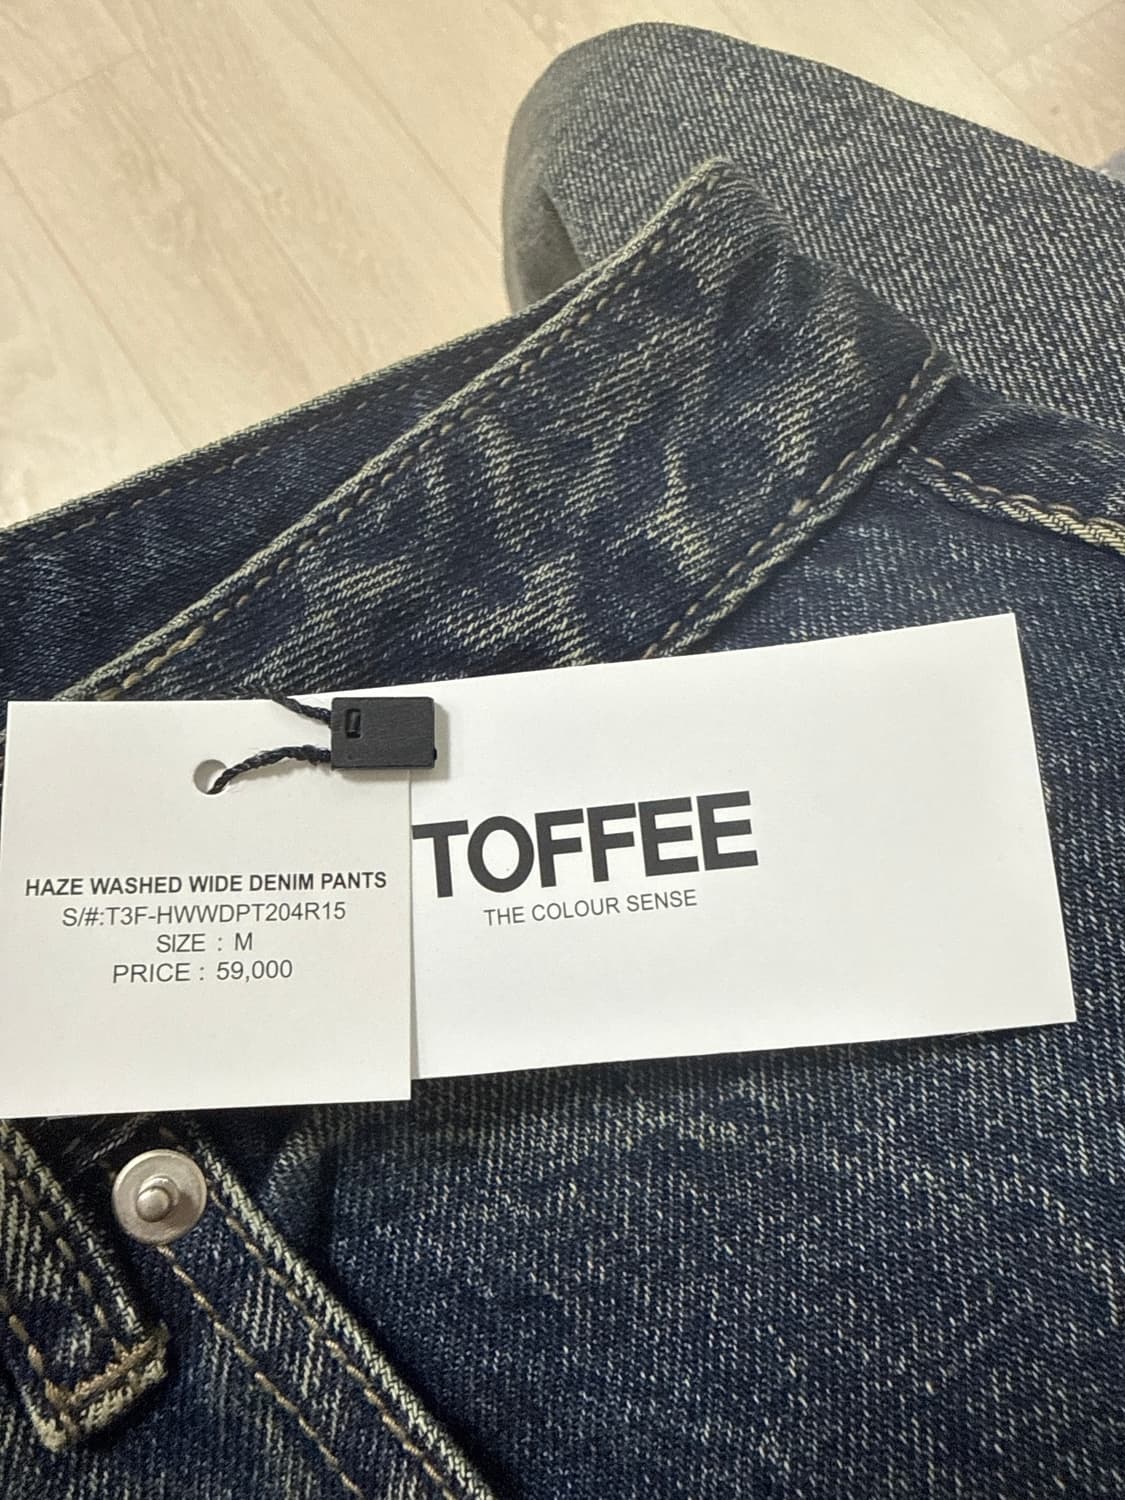 HAZE WASHED WIDE DENIM PANTS
S/#:T3F-HWWDPT204R15
SIZE : M
PRICE : 59,000
TOFFEE
THE COLOUR SENSE